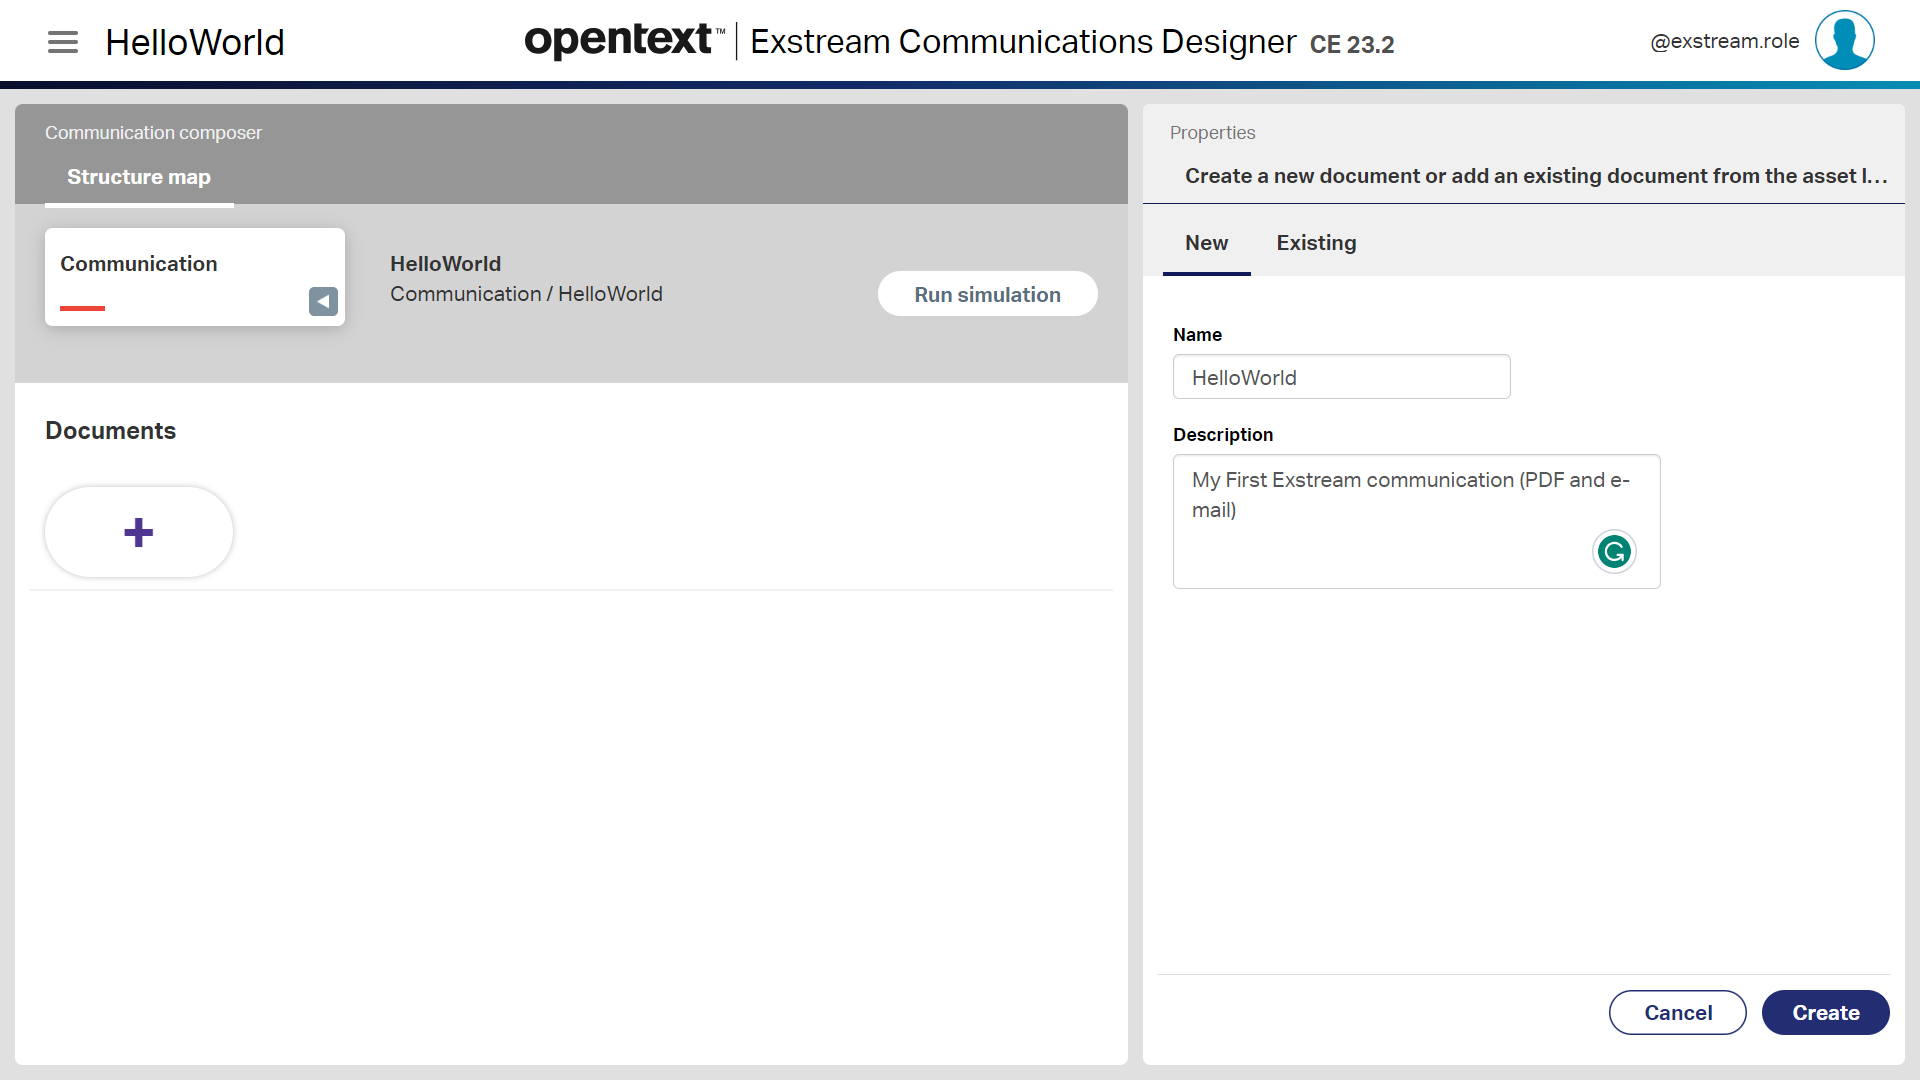 HelloWorld
opentext™ Exstream Communications Designer CE 23.2
@exstream.role
Communication composer
Structure map
Communication
HelloWorld
Communication / HelloWorld
Run simulation
Documents
Properties
Create a new document or add an existing document from the asset l...
New Existing
Name
HelloWorld
Description
My First Exstream communication (PDF and e-
mail)
Cancel Create